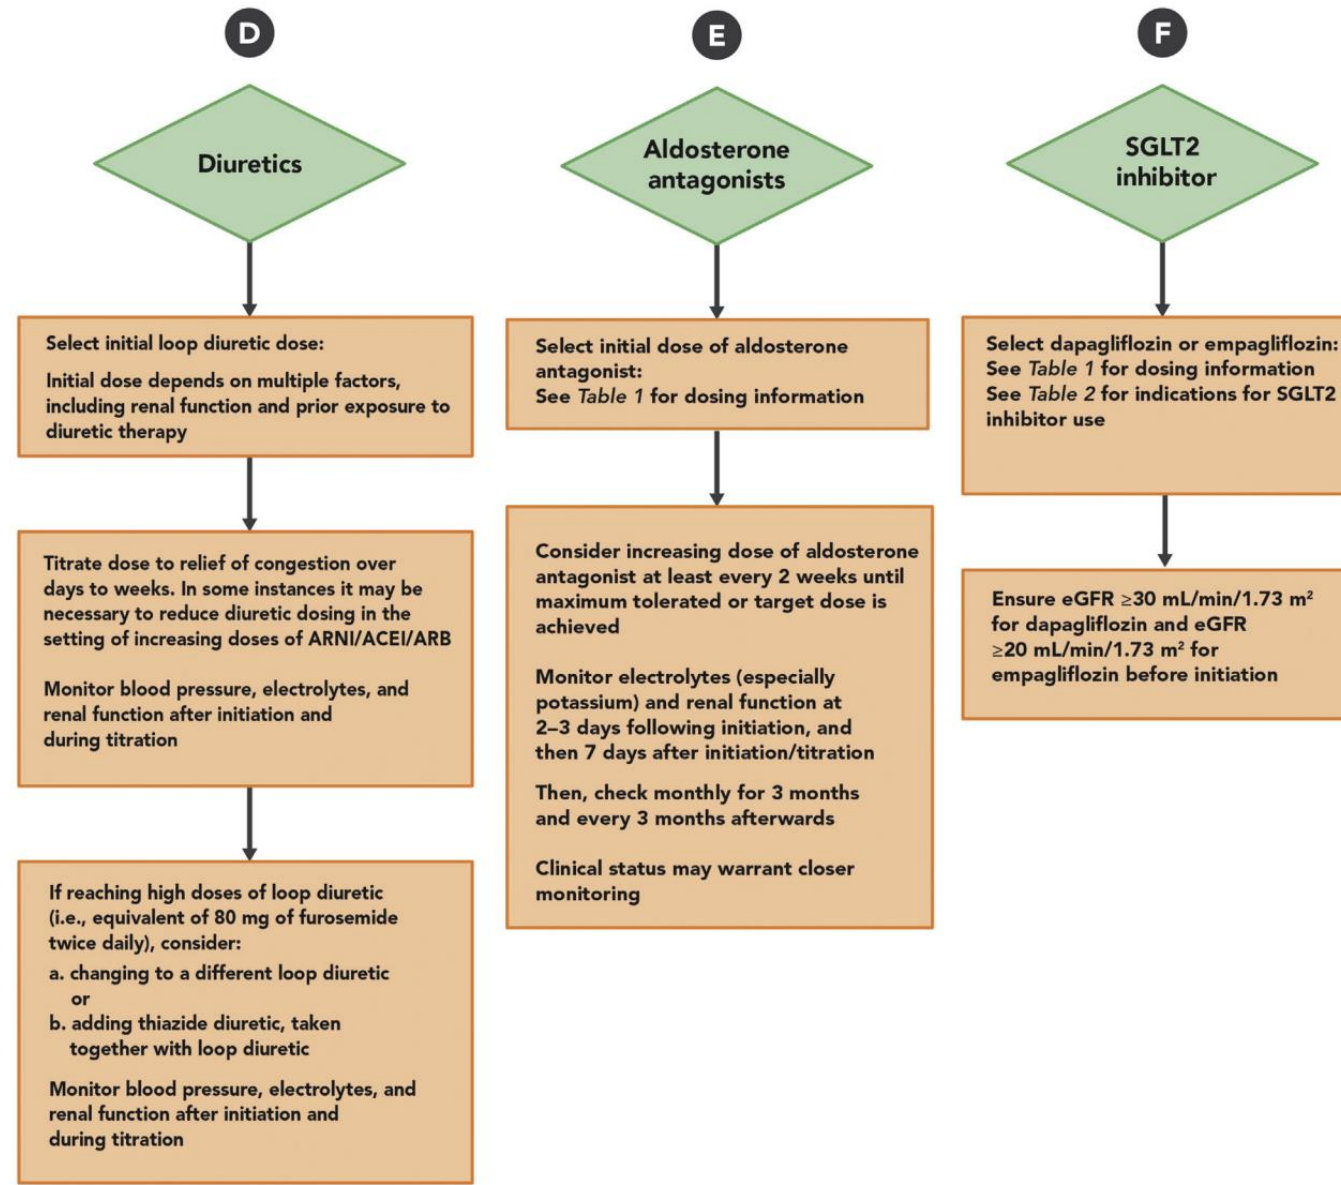 D
Diuretics
Select initial loop diuretic dose:
Initial dose depends on multiple factors,
including renal function and prior exposure to
diuretic therapy
Titrate dose to relief of congestion over
days to weeks. In some instances it may be
necessary to reduce diuretic dosing in the
setting of increasing doses of ARNI/ACEI/ARB
Monitor blood pressure, electrolytes, and
renal function after initiation and
during titration
If reaching high doses of loop diuretic
(i.e., equivalent of 80 mg of furosemide
twice daily), consider:
a. changing to a different loop diuretic
or
b. adding thiazide diuretic, taken
together with loop diuretic
Monitor blood pressure, electrolytes, and
renal function after initiation and
during titration
E
Aldosterone
antagonists
Select initial dose of aldosterone
antagonist:
See Table 1 for dosing information
Consider increasing dose of aldosterone
antagonist at least every 2 weeks until
maximum tolerated or target dose is
achieved
Monitor electrolytes (especially
potassium) and renal function at
2–3 days following initiation, and
then 7 days after initiation/titration
Then, check monthly for 3 months
and every 3 months afterwards
Clinical status may warrant closer
monitoring
F
SGLT2
inhibitor
Select dapagliflozin or empagliflozin:
See Table 1 for dosing information
See Table 2 for indications for SGLT2
inhibitor use
Ensure eGFR ≥30 mL/min/1.73 m²
for dapagliflozin and eGFR
≥20 mL/min/1.73 m² for
empagliflozin before initiation